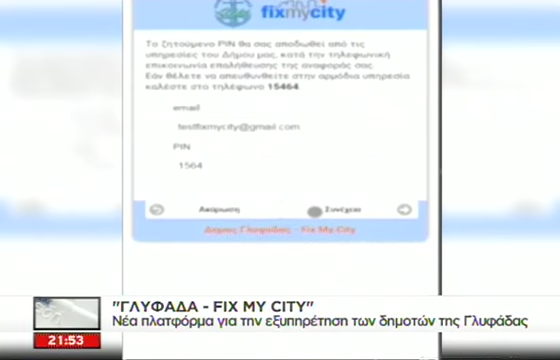 fixmycity
Το ζητούμενο PIN θα σας αποδωθεί από τις
υπηρεσίες του Δήμου μας, κατά την τηλεφωνική
επικοινωνία επαλήθευσης της αναφοράς σας.
Εάν θέλετε να απευθυνθείτε στην αρμόδια υπηρεσία
καλέστε στο τηλέφωνο 15464
email
testfixmycity@gmail.com
PIN
1564
Ακύρωση Συνέχεια
Δήμος Γλυφάδας - Fix My City
"ΓΛΥΦΑΔΑ - FIX MY CITY"
Νέα πλατφόρμα για την εξυπηρέτηση των δημοτών της Γλυφάδας
21:53